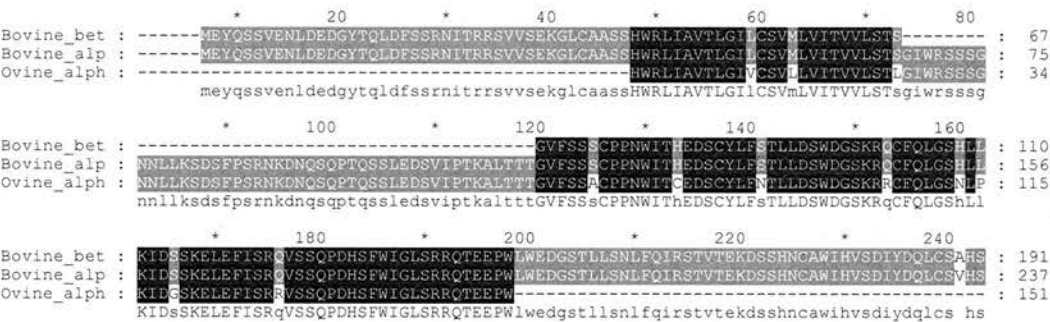 * 20 * 40 * 60 * 80
Bovine_bet : ------MEYQSSVENLDEDGYTQLDFSSRNITRRSVVSEKGLCAASSHWRLIAVTLGILCSVMLVITVVLSTS-------- : 67
Bovine_alp : ------MEYQSSVENLDEDGYTQLDFSSRNITRRSVVSEKGLCAASSHWRLIAVTLGILCSVMLVITVVLSTSGIWRSSSG : 75
Ovine_alph : -----------------------------------------------HWRLIAVTLGIVCSVLLVITVVLSTLGIWRSSSG : 34
meyqssvenldedgytqldfssrnitrrsvvsekglcaassHWRLIAVTLGIlCSVmLVITVVLSTsgiwrsssg
* 100 * 120 * 140 * 160
Bovine_bet : --------------------------------------GVFSSSCPPNWITHEDSCYLFSTLLDSWDGSKRQCFQLGSHLL : 110
Bovine_alp : NNLLKSDSFPSRNKDNQSQPTQSSLEDSVIPTKALTTTGVFSSSCPPNWITHEDSCYLFSTLLDSWDGSKRQCFQLGSHLL : 156
Ovine_alph : NNLLKSDSFPSRNKDNQSQPTQSSLEDSVIPTKALTTTGVFSSACPPNWITCEDSCYLFNTLLDSWDGSKRRCFQLGSNLP : 115
nnllksdsfpsrnkdnqsqptqssledsviptkaltttGVFSSsCPPNWIThEDSCYLFsTLLDSWDGSKRqCFQLGShLl
* 180 * 200 * 220 * 240
Bovine_bet : KIDSSKELEFISRQVSSQPDHSFWIGLSRRQTEEPWLWEDGSTLLSNLFQIRSTVTEKDSSHNCAWIHVSDIYDQLCSAHS : 191
Bovine_alp : KIDSSKELEFISRQVSSQPDHSFWIGLSRRQTEEPWLWEDGSTLLSNLFQIRSTVTEKDSSHNCAWIHVSDIYDQLCSVHS : 237
Ovine_alph : KIDGSKELEFISRRVSSQPDHSFWIGLSRRQTEEPW--------------------------------------------- : 151
KIDsSKELEFISRqVSSQPDHSFWIGLSRRQTEEPWlwedgstllsnlfqirstvtekdsshncawihvsdiydqlcs hs